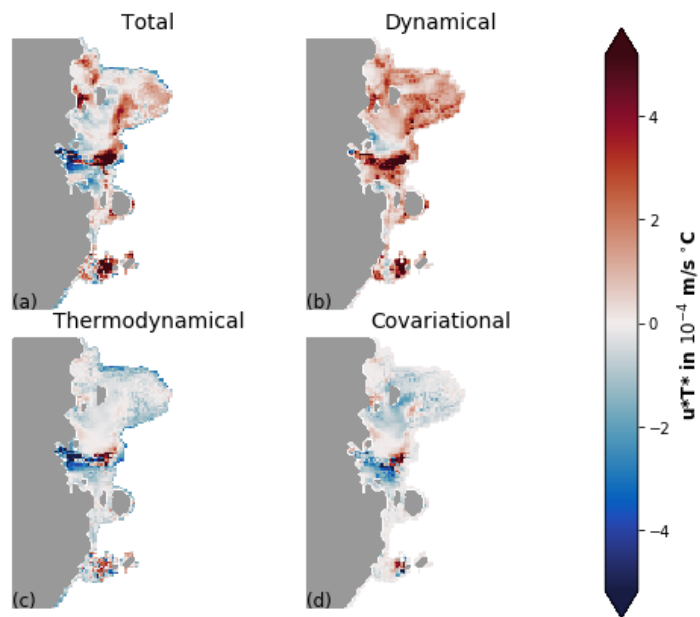 Total
Dynamical
(a)
(b)
Thermodynamical
Covariational
(c)
(d)
4
2
0
−2
−4
u*T* in 10⁻⁴ m/s °C